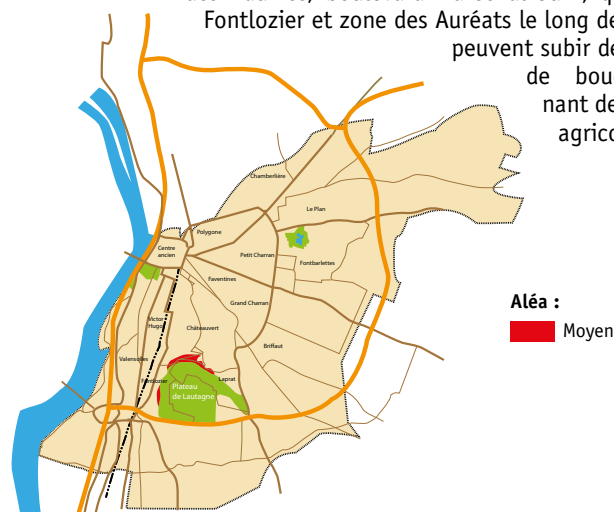 Fontlozier et zone des Auréats le long de
peuvent subir de
de bou
nant de
agrico
Chamberlière
Le Plan
Polygone
Centre
ancien
Petit Charran
Fontbarlettes
Faventines
Grand Charran
Victor
Hugo
Châteauvert
Briffaut
Valensolles
Fontlozier
Laprat
Plateau
de Lautagne
Aléa :
Moyen